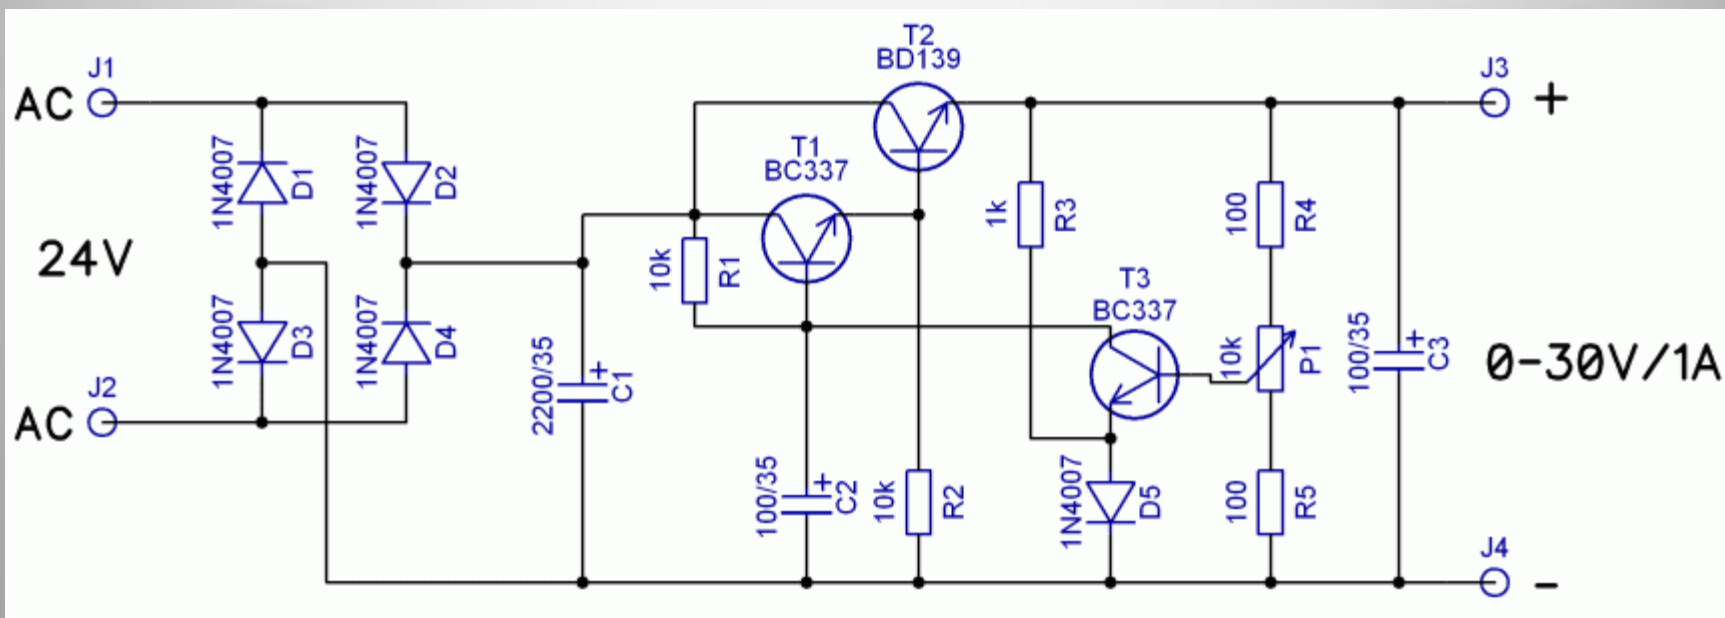 T2
BD139
J1
AC
J3
+
1N4007
D1
1N4007
D2
T1
BC337
1k
R3
100
R4
24V
10k
R1
T3
BC337
1N4007
D3
1N4007
D4
2200/35
+
C1
10k
P1
100/35
+
C3
0-30V/1A
J2
AC
100/35
+
C2
10k
R2
1N4007
D5
100
R5
J4
-